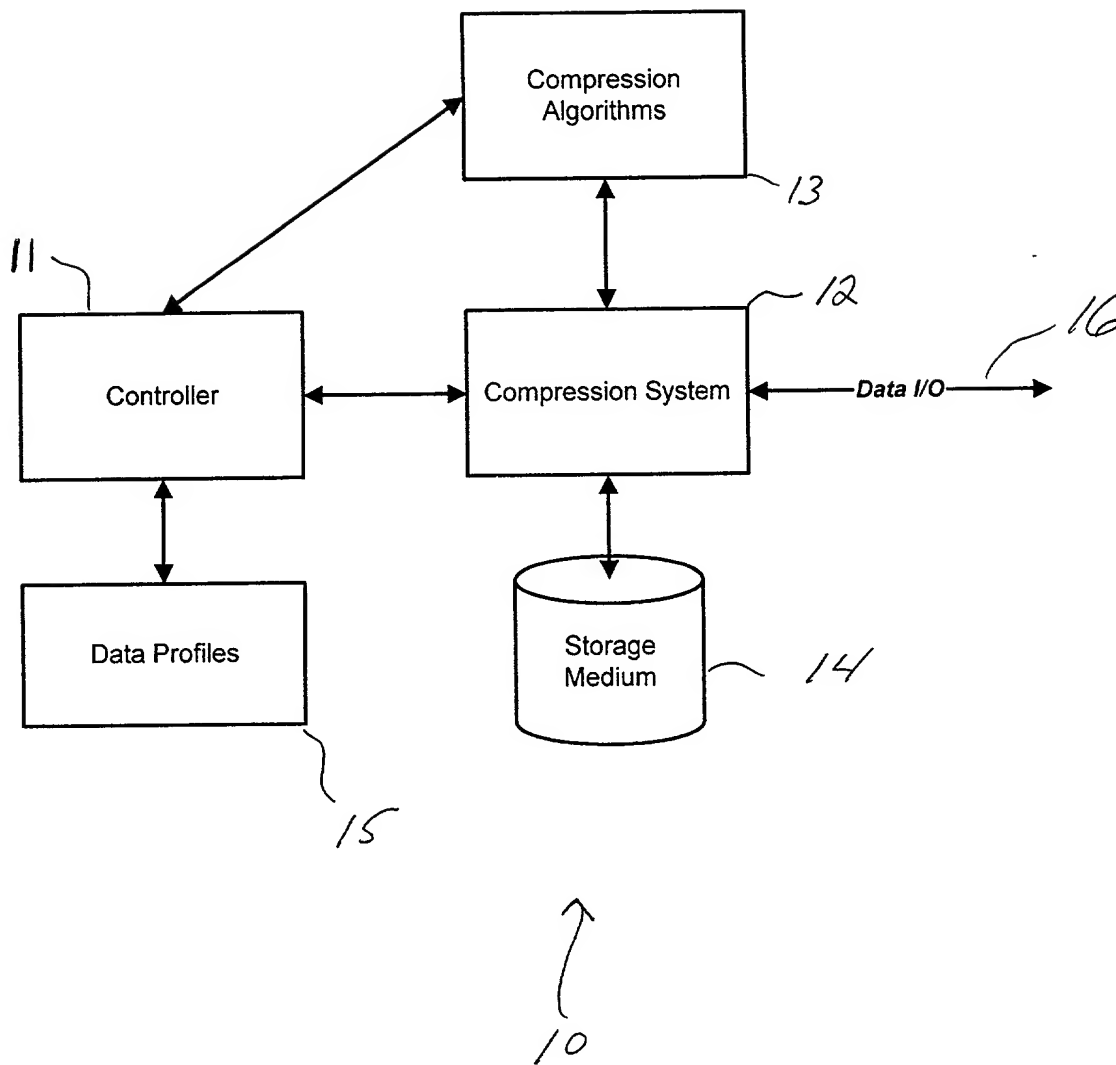 Compression
Algorithms
13
11
12
16
Controller
Compression System
Data I/O
Data Profiles
Storage
Medium
14
15
10